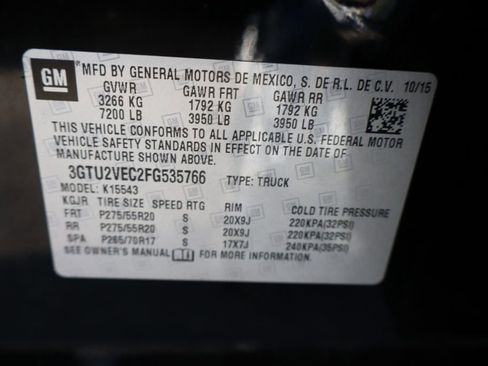 GM
MFD BY GENERAL MOTORS DE MEXICO, S. DE R.L. DE C.V. 10/15
GVWR GAWR FRT GAWR RR
3266 KG 1792 KG 1792 KG
7200 LB 3950 LB 3950 LB
THIS VEHICLE CONFORMS TO ALL APPLICABLE U.S. FEDERAL MOTOR
VEHICLE SAFETY STANDARDS IN EFFECT ON THE DATE OF
3GTU2VEC2FG535766 TYPE: TRUCK
MODEL: K15543
KGJR TIRE SIZE SPEED RTG RIM COLD TIRE PRESSURE
FRT P275/55R20 S 20X9J 220KPA(32PSI)
RR P275/55R20 S 20X9J 220KPA(32PSI)
SPA P265/70R17 S 17X7J 240KPA(35PSI)
SEE OWNER'S MANUAL FOR MORE INFORMATION